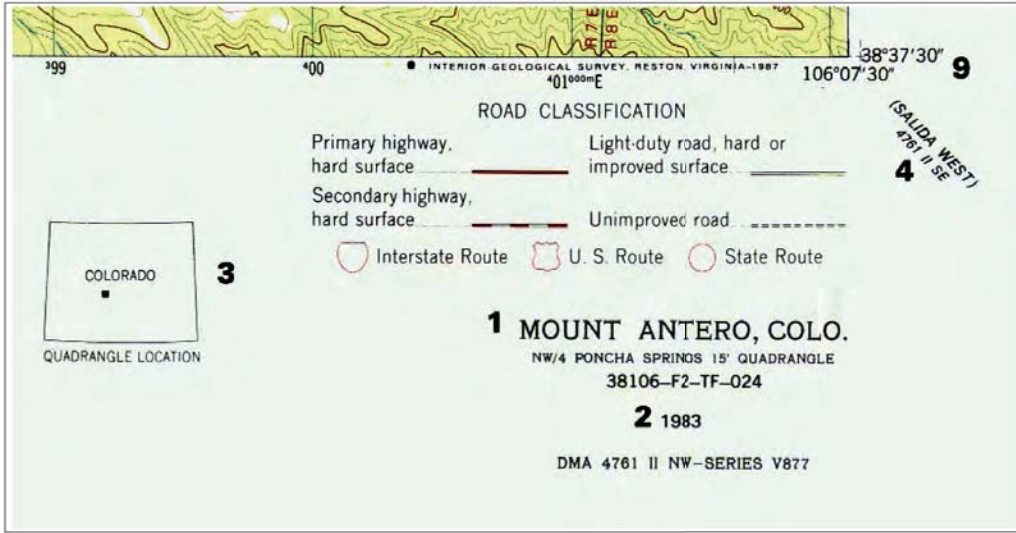 R7E
R8E
³99
⁴00
INTERIOR-GEOLOGICAL SURVEY, RESTON, VIRGINIA-1987
⁴01⁰⁰⁰ᵐE
38°37'30"
106°07'30"
9
ROAD CLASSIFICATION
Primary highway,
hard surface
Light-duty road, hard or
improved surface
Secondary highway,
hard surface
Unimproved road
Interstate Route
U. S. Route
State Route
(SALIDA WEST)
4761 II SE
4
COLORADO
3
QUADRANGLE LOCATION
1 MOUNT ANTERO, COLO.
NW/4 PONCHA SPRINGS 15' QUADRANGLE
38106-F2-TF-024
2 1983
DMA 4761 II NW-SERIES V877